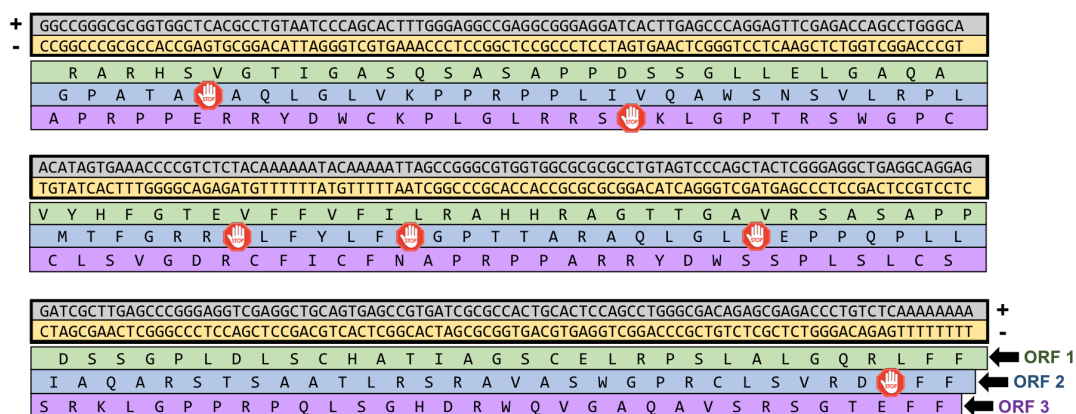 + GGCCGGGCGCGGTGGCTCACGCCTGTAATCCCAGCACTTTGGGAGGCCGAGGCGGGAGGATCACTTGAGCCCAGGAGTTCGAGACCAGCCTGGGCA
- CCGGCCCGCGCCACCGAGTGCGGACATTAGGGTCGTGAAACCCTCCGGCTCCGCCCTCCTAGTGAACTCGGGTCCTCAAGCTCTGGTCGGACCCGT
R A R H S V G T I G A S Q S A S A P P D S S G L L E L G A Q A
G P A T A STOP A Q L G L V K P P R P P L I V Q A W S N S V L R P L
A P R P P E R R Y D W C K P L G L R R S STOP K L G P T R S W G P C
ACATAGTGAAACCCCGTCTCTACAAAAAATACAAAAATTAGCCGGGCGTGGTGGCGCGCGCCTGTAGTCCCAGCTACTCGGGAGGCTGAGGCAGGAG
TGTATCACTTTGGGGCAGAGATGTTTTTTATGTTTTTAATCGGCCCGCACCACCGCGCGCGGACATCAGGGTCGATGAGCCCTCCGACTCCGTCCTC
V Y H F G T E V F F V F I L R A H H R A G T T G A V R S A S A P P
M T F G R R STOP L F Y L F STOP G P T T A R A Q L G L STOP E P P Q P L L
C L S V G D R C F I C F N A P R P P A R R Y D W S S P L S L C S
GATCGCTTGAGCCCGGGAGGTCGAGGCTGCAGTGAGCCGTGATCGCGCCACTGCACTCCAGCCTGGGCGACAGAGCGAGACCCTGTCTCAAAAAAAA +
CTAGCGAACTCGGGCCCTCCAGCTCCGACGTCACTCGGCACTAGCGCGGTGACGTGAGGTCGGACCCGCTGTCTCGCTCTGGGACAGAGTTTTTTTT -
D S S G P L D L S C H A T I A G S C E L R P S L A L G Q R L F F ORF 1
I A Q A R S T S A A T L R S R A V A S W G P R C L S V R D STOP F F ORF 2
S R K L G P P R P Q L S G H D R W Q V G A Q A V S R S G T E F F ORF 3